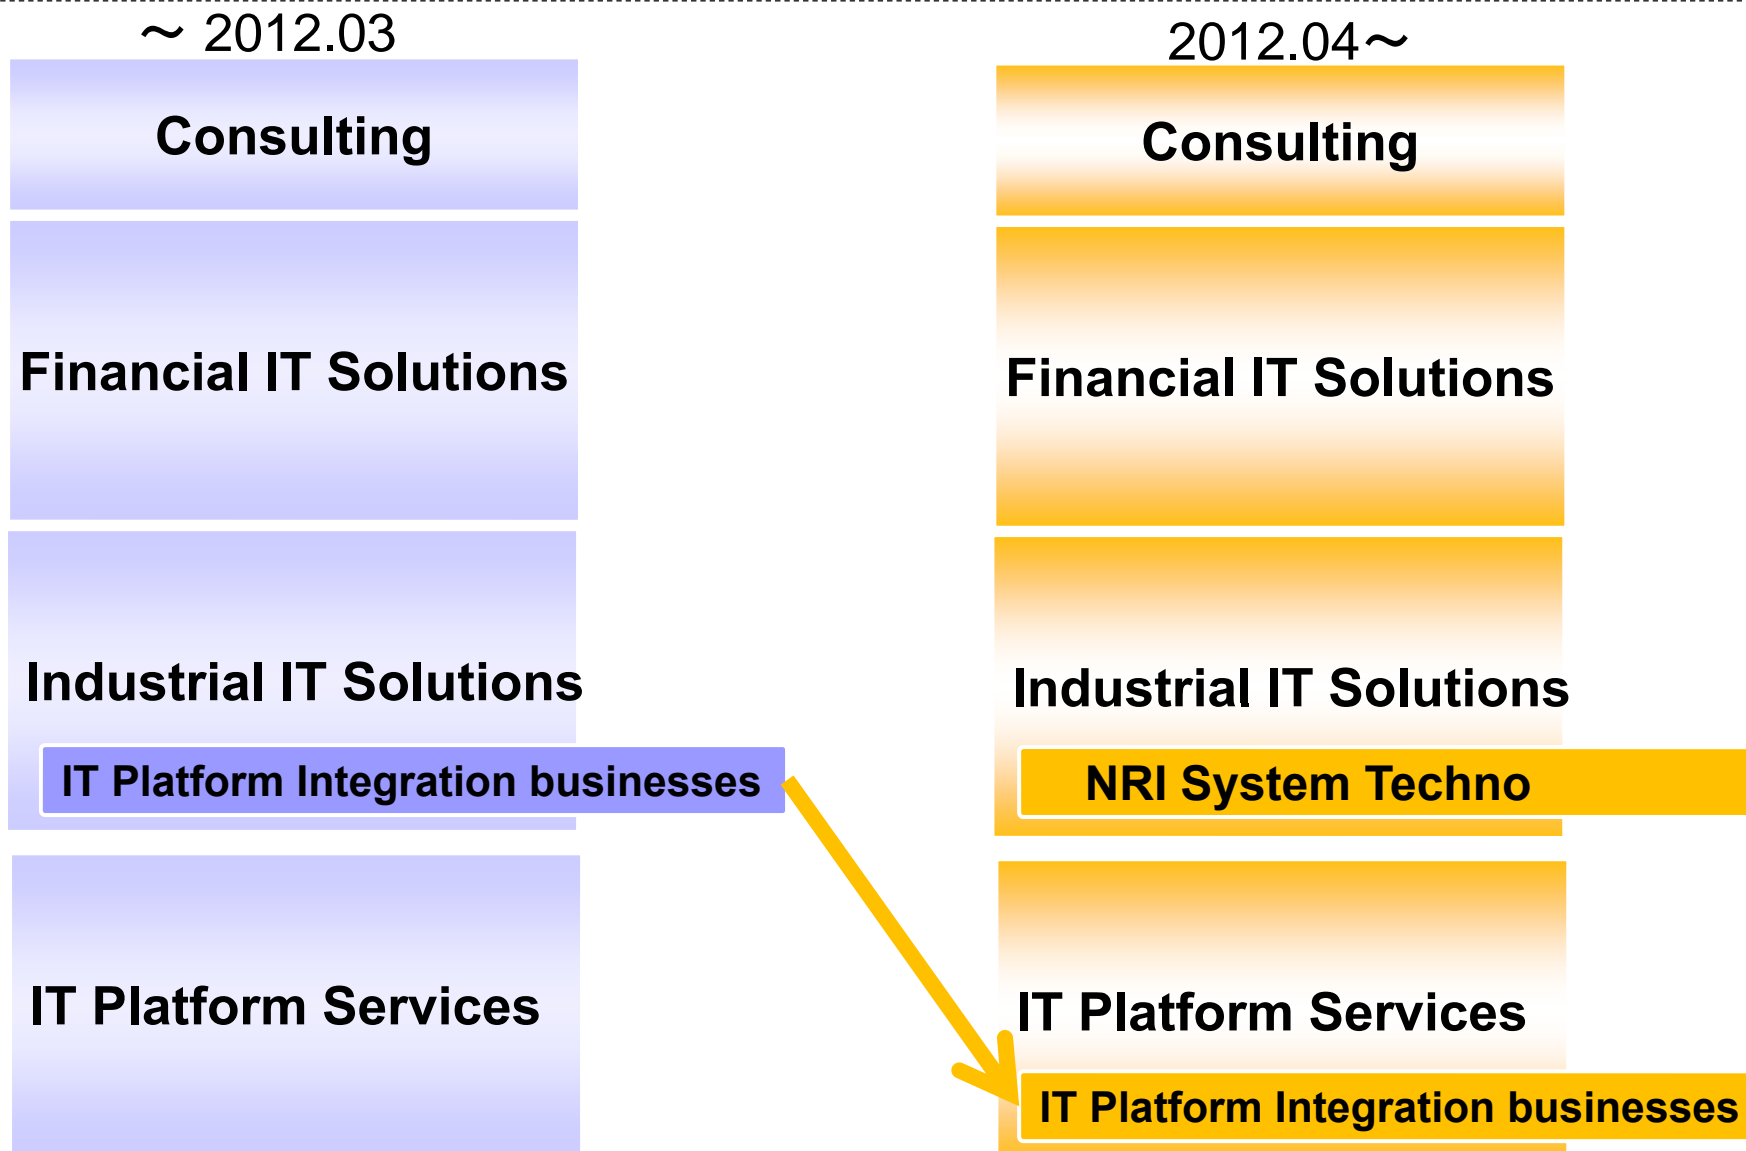 ～ 2012.03
Consulting
Financial IT Solutions
Industrial IT Solutions
IT Platform Integration businesses
IT Platform Services
2012.04～
Consulting
Financial IT Solutions
Industrial IT Solutions
NRI System Techno
IT Platform Services
IT Platform Integration businesses